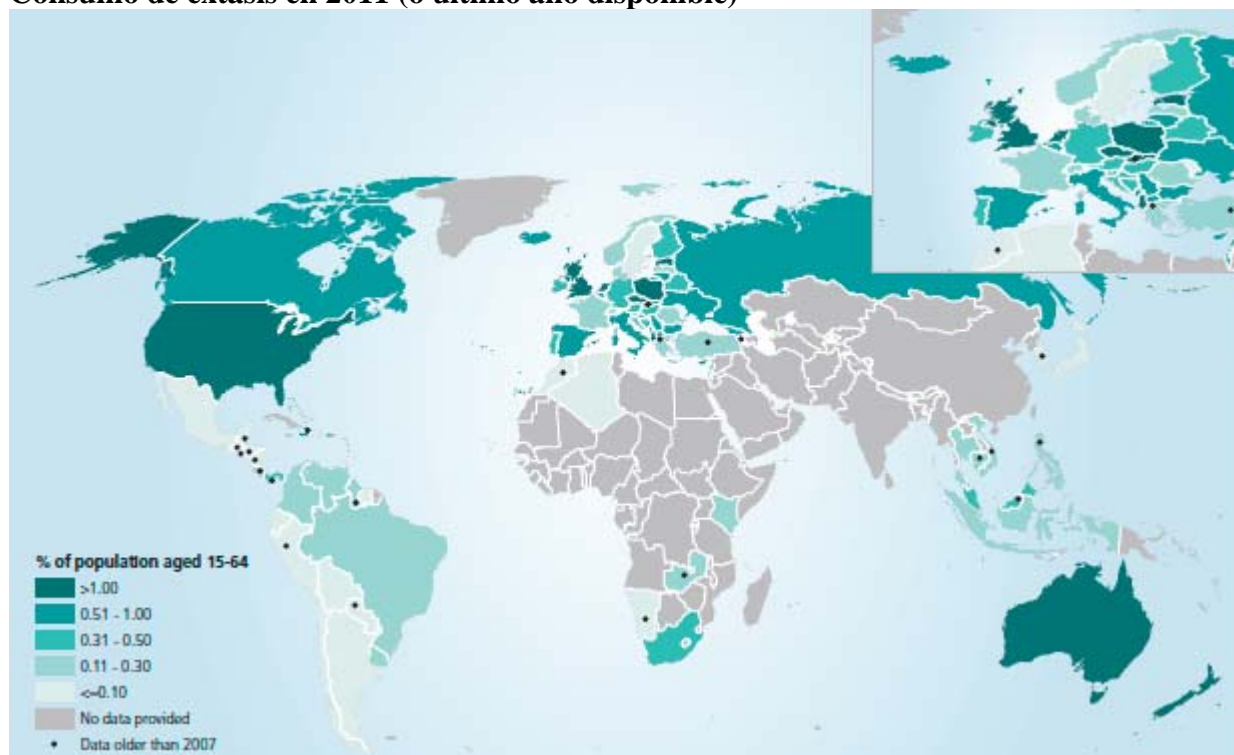 Consumo de éxtasis en 2011 (o último año disponible)
% of population aged 15-64
>1.00
0.51 - 1.00
0.31 - 0.50
0.11 - 0.30
<=0.10
No data provided
Data older than 2007